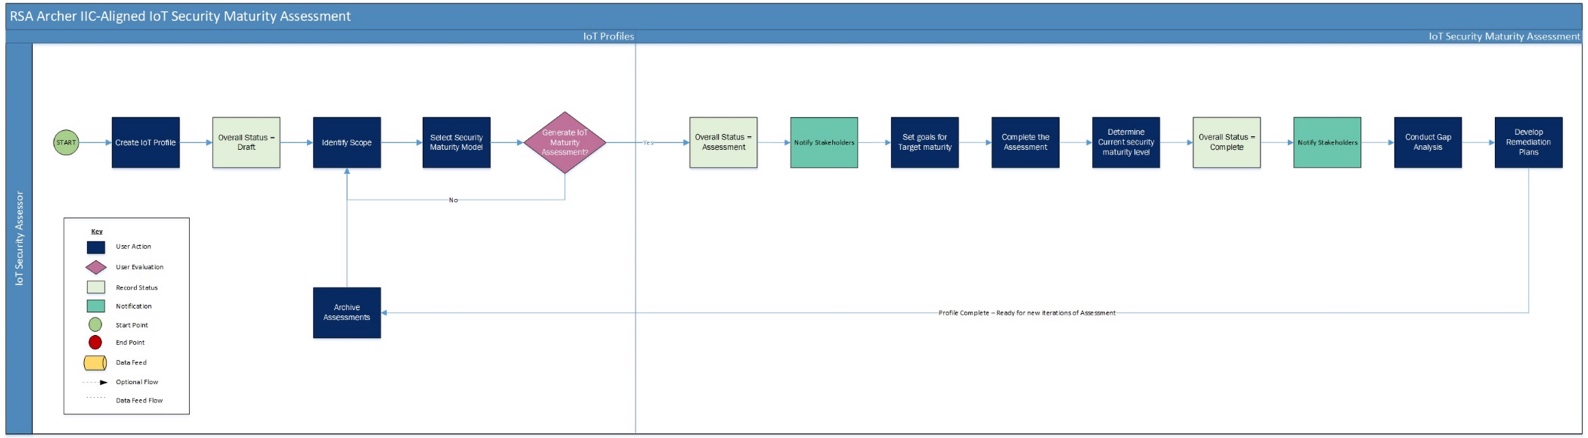 RSA Archer IIC-Aligned IoT Security Maturity Assessment
IoT Profiles
IoT Security Maturity Assessment
IoT Security Assessor
START
Create IoT Profile
Overall Status =
Draft
Identify Scope
Select Security
Maturity Model
Generate IoT
Maturity
Assessment?
Yes
No
Overall Status =
Assessment
Notify Stakeholders
Set goals for
Target maturity
Complete the
Assessment
Determine
Current security
maturity level
Overall Status =
Complete
Notify Stakeholders
Conduct Gap
Analysis
Develop
Remediation
Plans
Profile Complete – Ready for new iterations of Assessment
Archive
Assessments
Key
User Action
User Evaluation
Record Status
Notification
Start Point
End Point
Data Feed
Optional Flow
Data Feed Flow